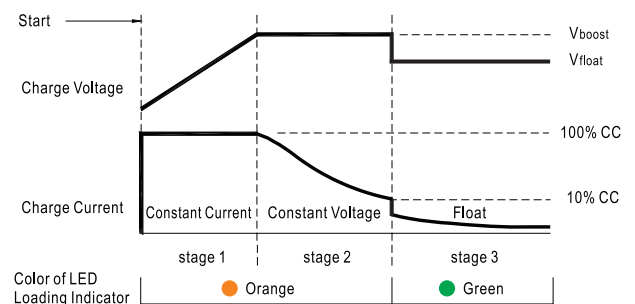 Start
Vboost
Vfloat
Charge Voltage
100% CC
Charge Current
10% CC
Constant Current
Constant Voltage
Float
stage 1
stage 2
stage 3
Color of LED
Loading Indicator
Orange
Green